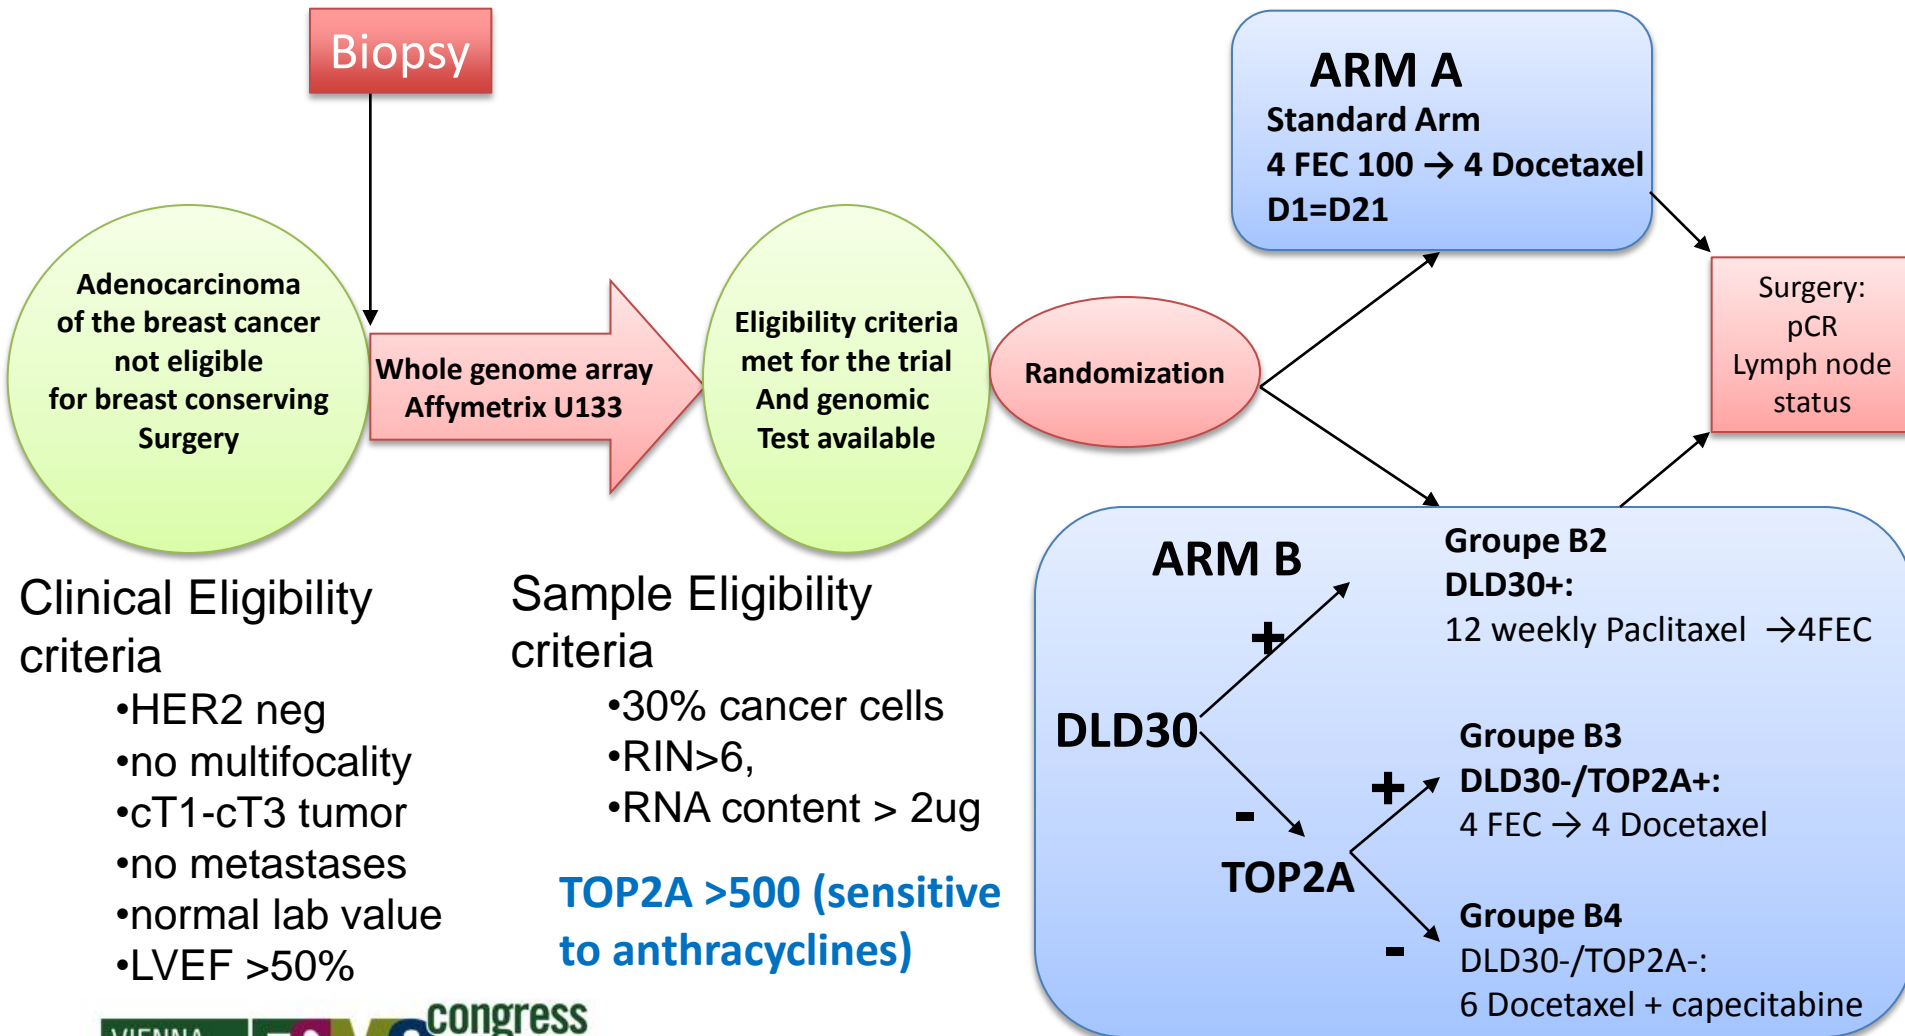 Biopsy
Adenocarcinoma
of the breast cancer
not eligible
for breast conserving
Surgery
Whole genome array
Affymetrix U133
Eligibility criteria
met for the trial
And genomic
Test available
Randomization
ARM A
Standard Arm
4 FEC 100 → 4 Docetaxel
D1=D21
Surgery:
pCR
Lymph node
status
Clinical Eligibility
criteria
•HER2 neg
•no multifocality
•cT1-cT3 tumor
•no metastases
•normal lab value
•LVEF >50%
Sample Eligibility
criteria
•30% cancer cells
•RIN>6,
•RNA content > 2ug
TOP2A >500 (sensitive
to anthracyclines)
ARM B
DLD30
+
-
TOP2A
+
-
Groupe B2
DLD30+:
12 weekly Paclitaxel →4FEC
Groupe B3
DLD30-/TOP2A+:
4 FEC → 4 Docetaxel
Groupe B4
DLD30-/TOP2A-:
6 Docetaxel + capecitabine
VIENNA
congress